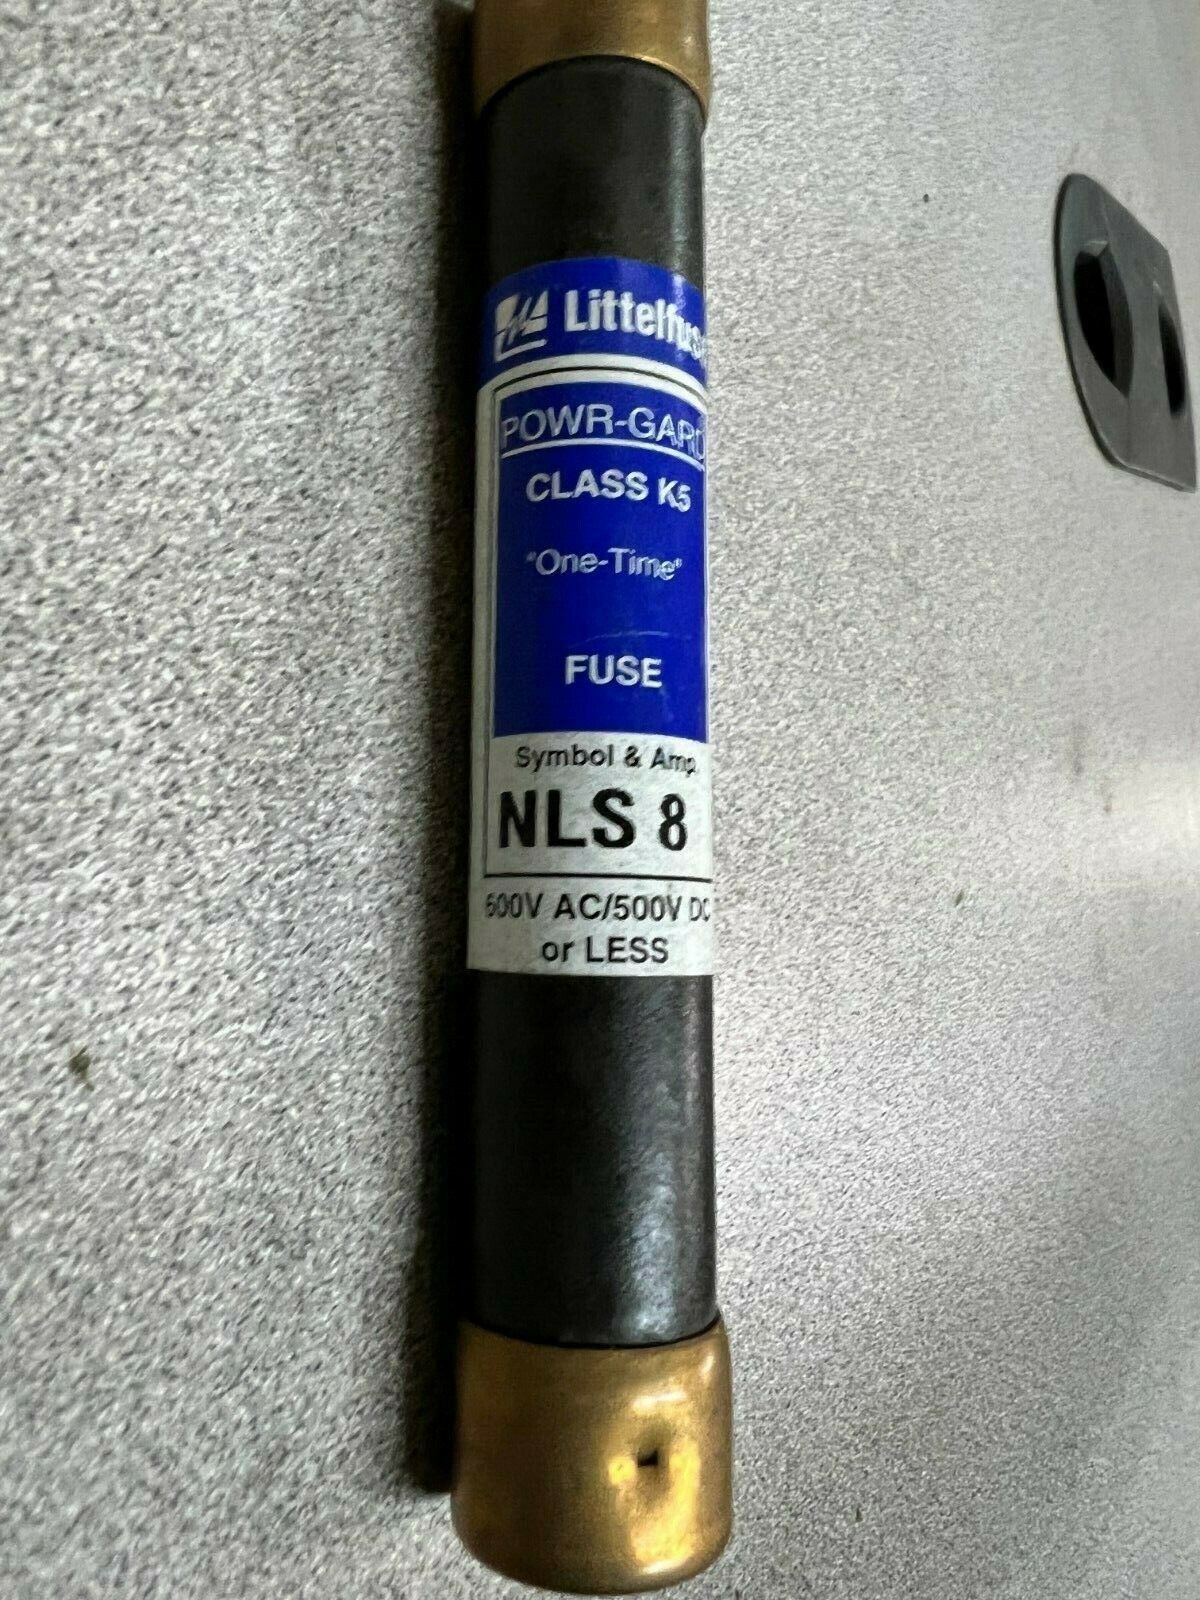 Littelfuse
POWR-GARD
CLASS K5
"One-Time"
FUSE
Symbol & Amp.
NLS 8
600V AC/500V DC
or LESS